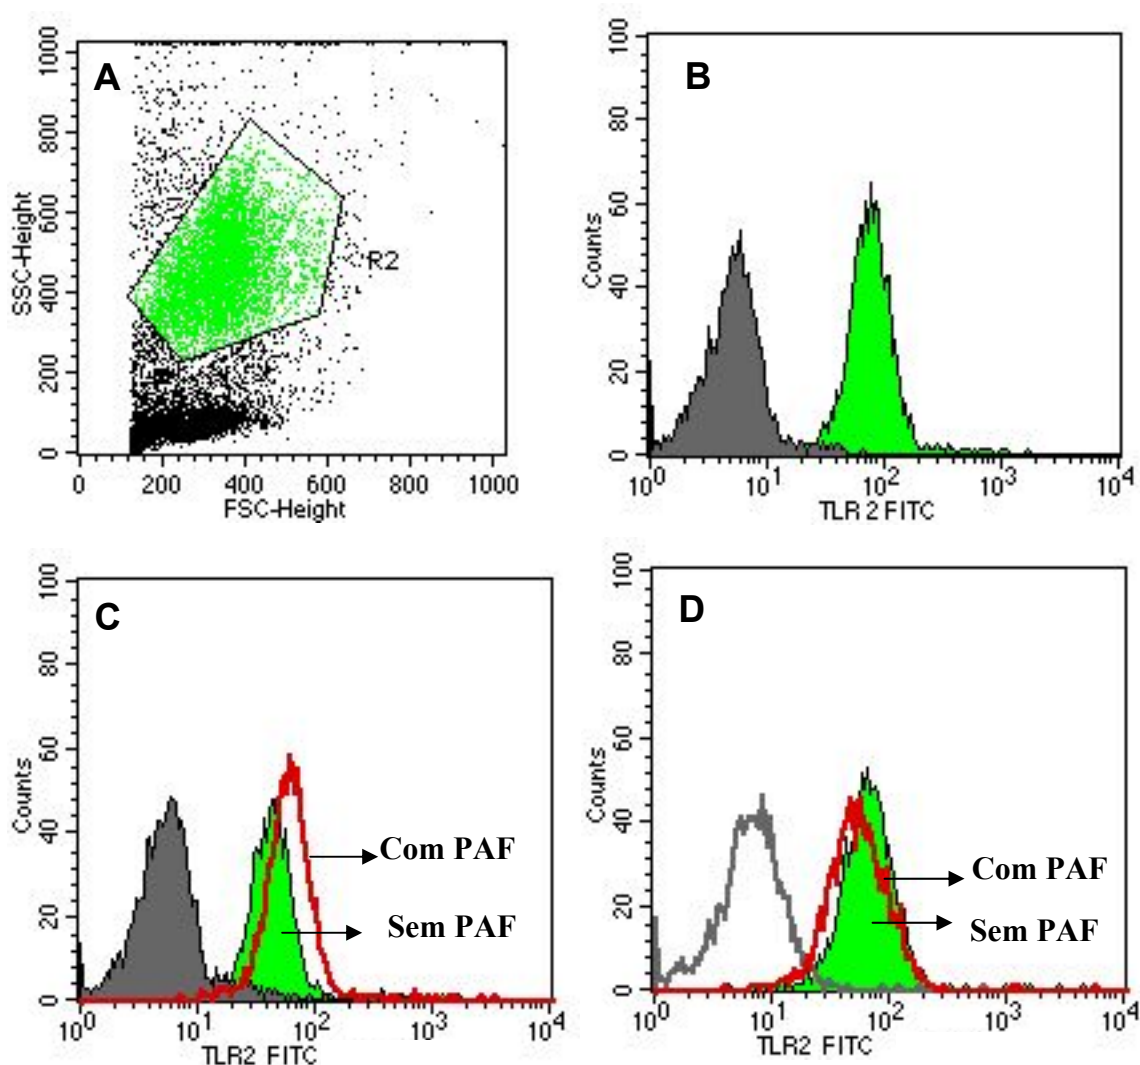 A
1000
800
600
400
200
0
SSC-Height
R2
0 200 400 600 800 1000
FSC-Height
B
100
80
60
40
20
0
Counts
10^0 10^1 10^2 10^3 10^4
TLR 2 FITC
C
100
80
60
40
20
0
Counts
Com PAF
Sem PAF
10^0 10^1 10^2 10^3 10^4
TLR2 FITC
D
100
80
60
40
20
0
Counts
Com PAF
Sem PAF
10^0 10^1 10^2 10^3 10^4
TLR2 FITC